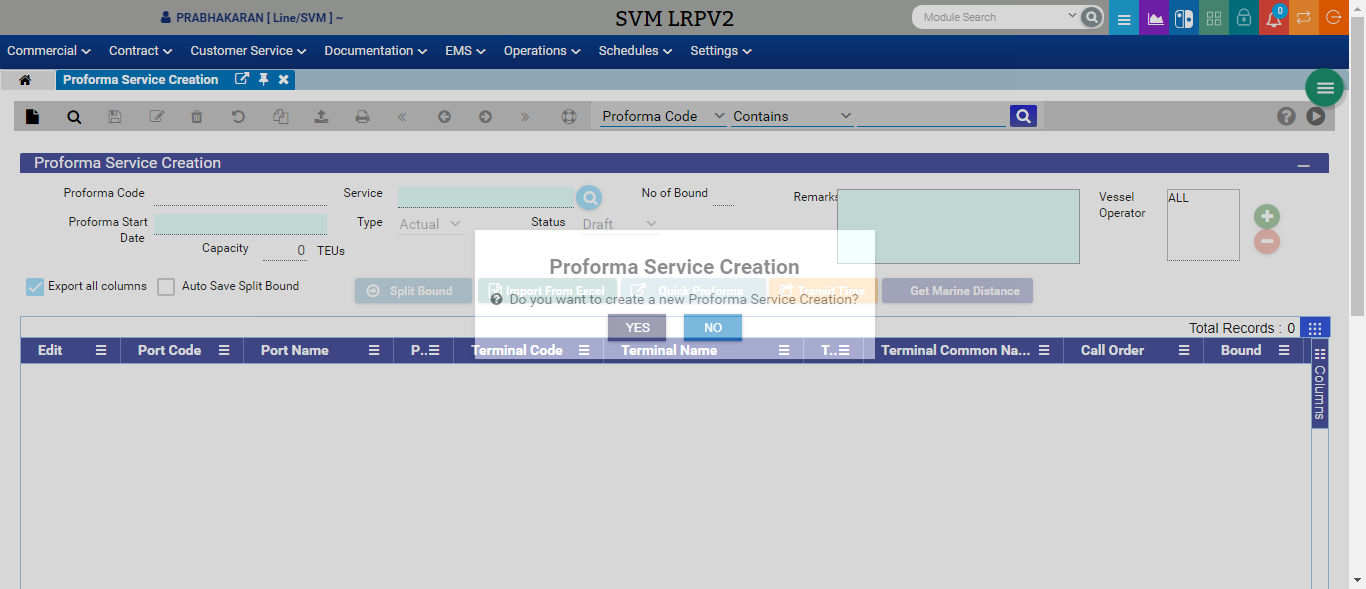 PRABHAKARAN [ Line/SVM ] ~
SVM LRPV2
Module Search
0
Commercial Contract Customer Service Documentation EMS Operations Schedules Settings
Proforma Service Creation
Proforma Code Contains
Proforma Service Creation
Proforma Code Service No of Bound Remarks Vessel Operator ALL
Proforma Start Date Type Actual Status Draft
Capacity 0 TEUs
Proforma Service Creation
Export all columns Auto Save Split Bound Split Bound Import From Excel Quick Proforma Transit Time Get Marine Distance
Do you want to create a new Proforma Service Creation?
YES NO
Total Records : 0
Edit Port Code Port Name P.. Terminal Code Terminal Name T.. Terminal Common Na... Call Order Bound
Columns